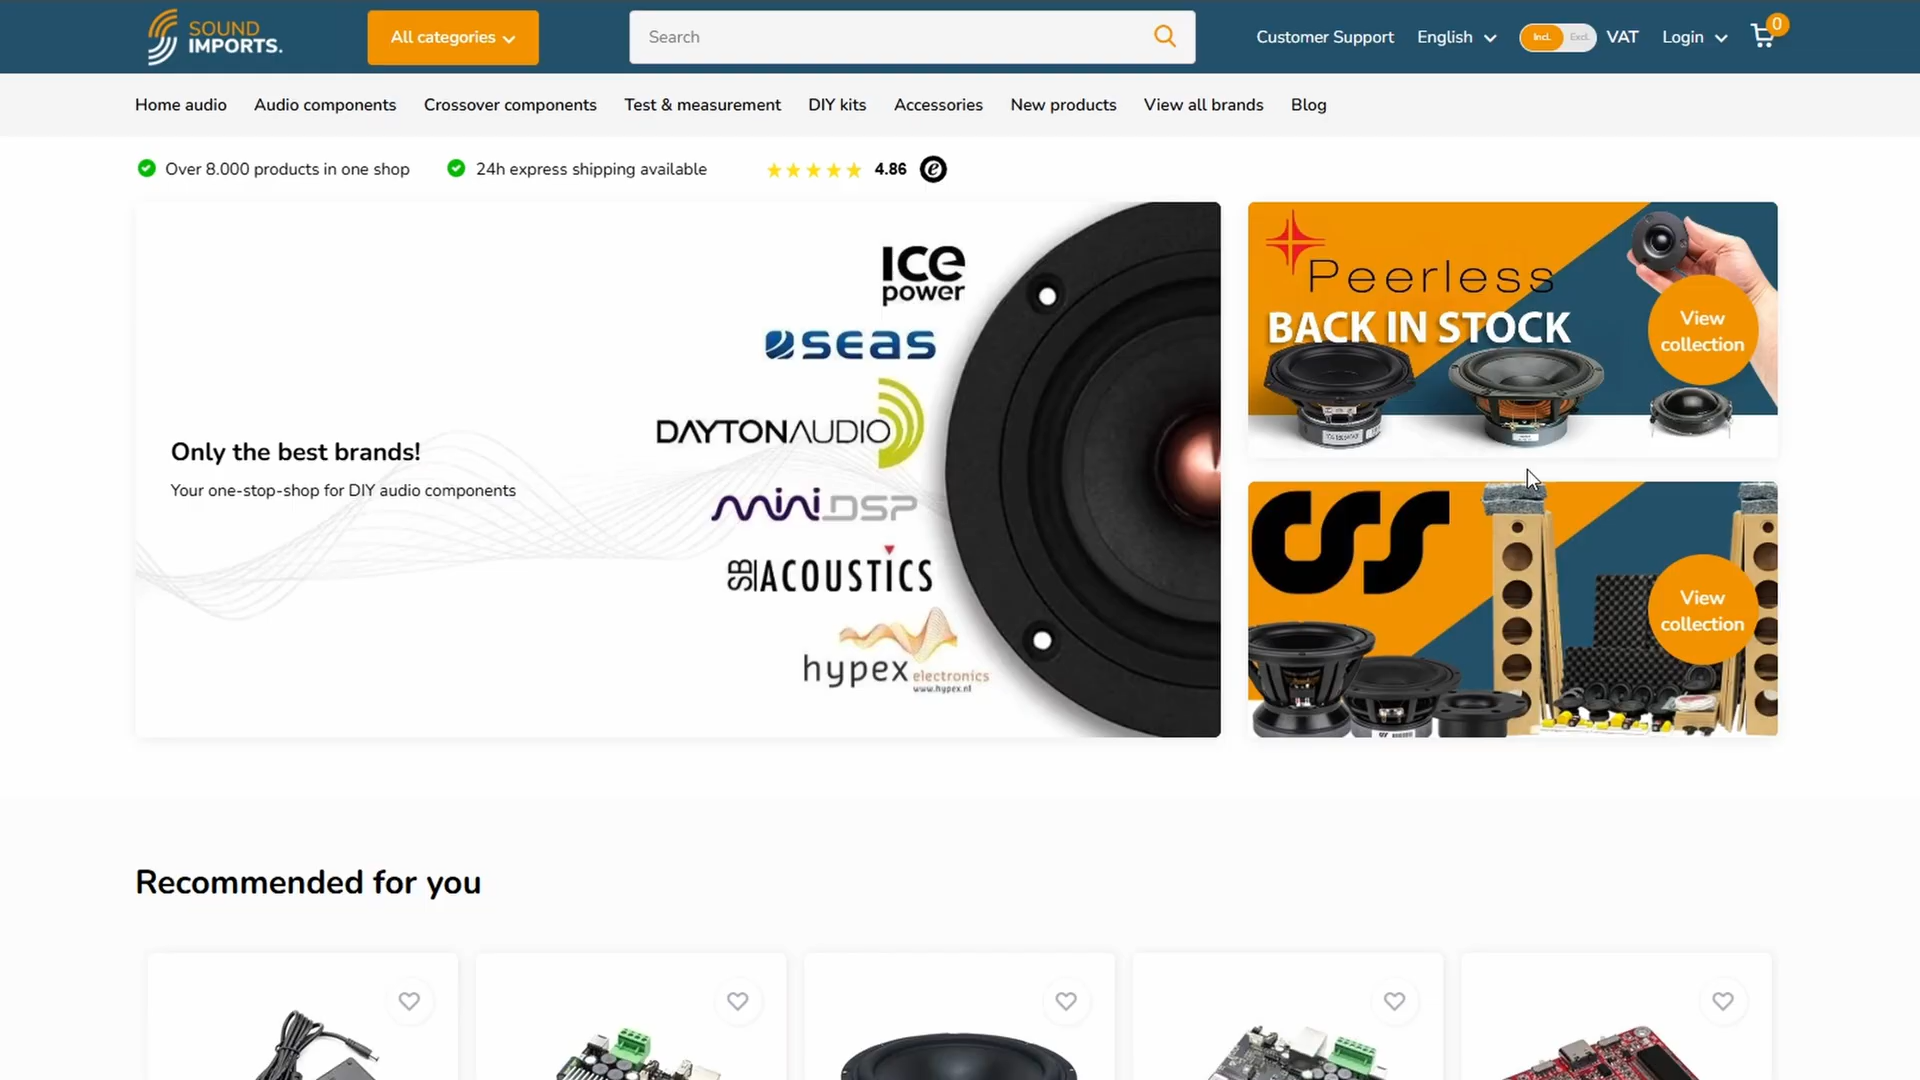 SOUND
IMPORTS.
All categories
Search
Customer Support
English
Incl.
Excl.
VAT
Login
0
Home audio
Audio components
Crossover components
Test & measurement
DIY kits
Accessories
New products
View all brands
Blog
Over 8.000 products in one shop
24h express shipping available
4.86
e
Only the best brands!
Your one-stop-shop for DIY audio components
ICE
power
seas
DAYTONAUDIO
miniDSP
SB ACOUSTICS
hypex electronics
www.hypex.nl
Peerless
BACK IN STOCK
View
collection
CSS
View
collection
Recommended for you